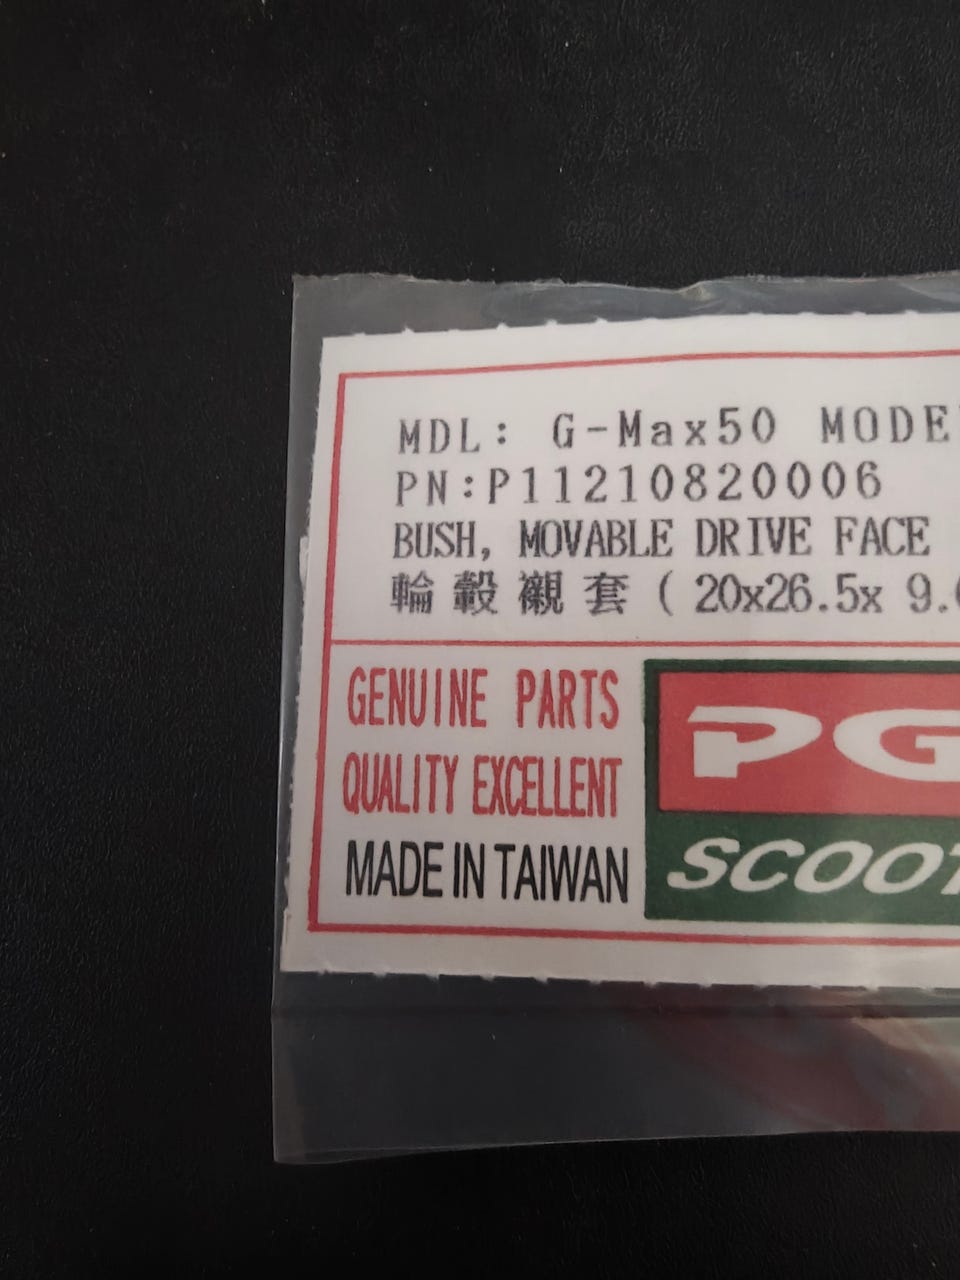 MDL: G-Max50 MODE
PN:P11210820006
BUSH, MOVABLE DRIVE FACE
輪轂襯套 ( 20x26.5x 9.
GENUINE PARTS
QUALITY EXCELLENT
MADE IN TAIWAN
PG
SCOOT